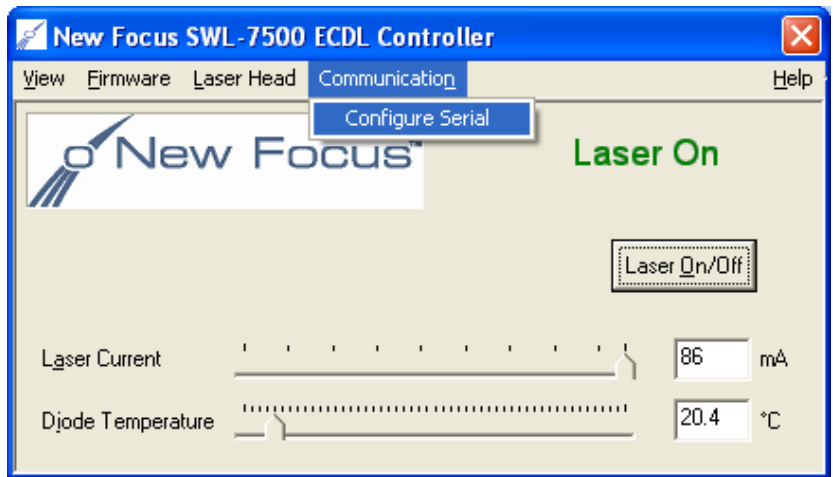 New Focus SWL-7500 ECDL Controller
View Firmware Laser Head Communication Help
Configure Serial
New Focus™ Laser On
Laser On/Off
Laser Current 86 mA
Diode Temperature 20.4 °C